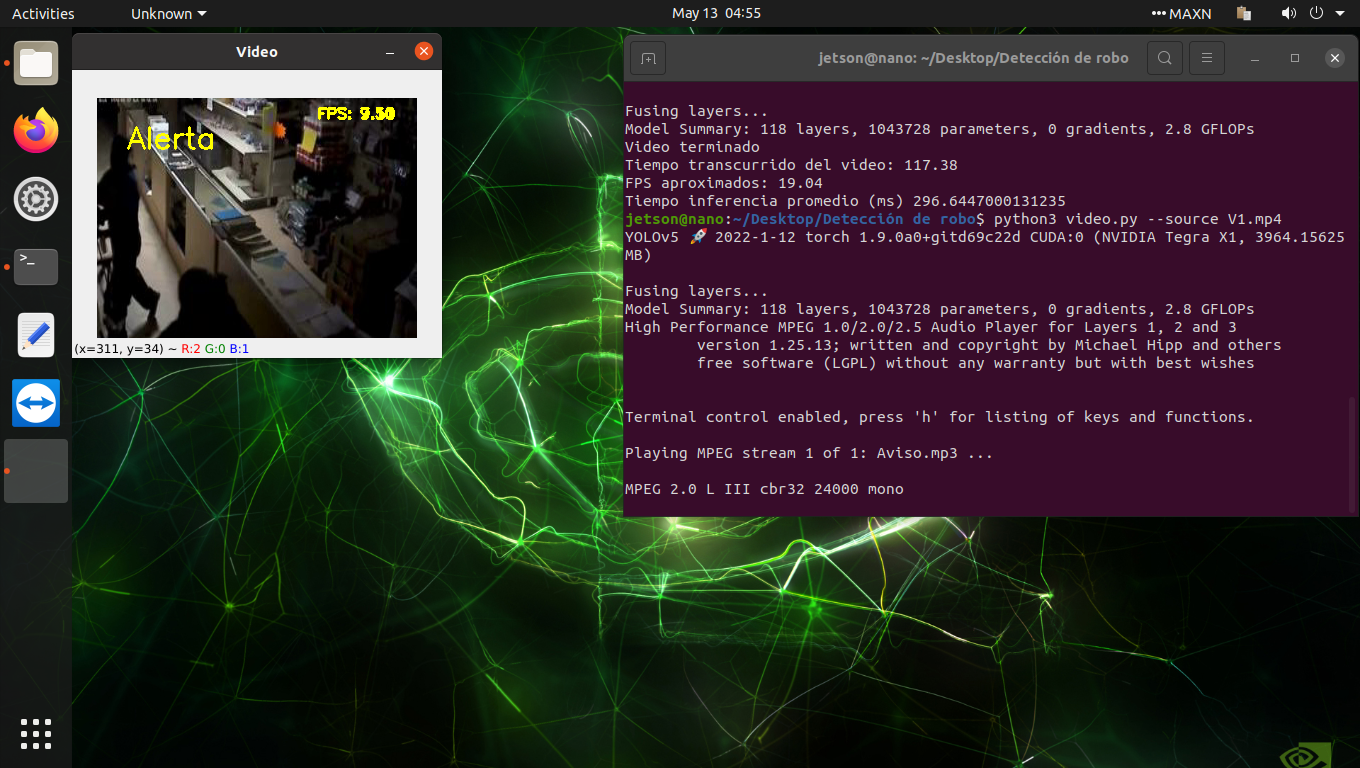 Activities
Unknown
May 13 04:55
MAXN
Video
Alerta
FPS:
(x=311, y=34) ~ R:2 G:0 B:1
jetson@nano: ~/Desktop/Detección de robo
Fusing layers...
Model Summary: 118 layers, 1043728 parameters, 0 gradients, 2.8 GFLOPs
Video terminado
Tiempo transcurrido del video: 117.38
FPS aproximados: 19.04
Tiempo inferencia promedio (ms) 296.6447000131235
jetson@nano:~/Desktop/Detección de robo$ python3 video.py --source V1.mp4
YOLOv5 🚀 2022-1-12 torch 1.9.0a0+gitd69c22d CUDA:0 (NVIDIA Tegra X1, 3964.15625
MB)
Fusing layers...
Model Summary: 118 layers, 1043728 parameters, 0 gradients, 2.8 GFLOPs
High Performance MPEG 1.0/2.0/2.5 Audio Player for Layers 1, 2 and 3
version 1.25.13; written and copyright by Michael Hipp and others
free software (LGPL) without any warranty but with best wishes
Terminal control enabled, press 'h' for listing of keys and functions.
Playing MPEG stream 1 of 1: Aviso.mp3 ...
MPEG 2.0 L III cbr32 24000 mono